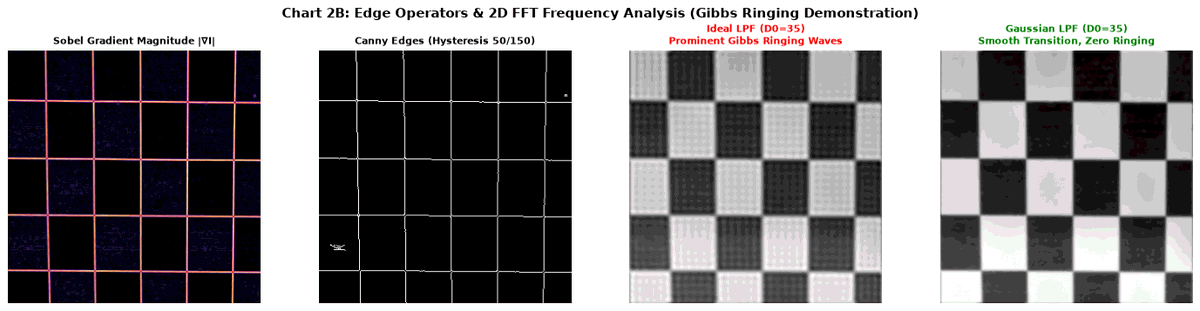 Chart 2B: Edge Operators & 2D FFT Frequency Analysis (Gibbs Ringing Demonstration)
Sobel Gradient Magnitude |∇I|
Canny Edges (Hysteresis 50/150)
Ideal LPF (D0=35)
Prominent Gibbs Ringing Waves
Gaussian LPF (D0=35)
Smooth Transition, Zero Ringing